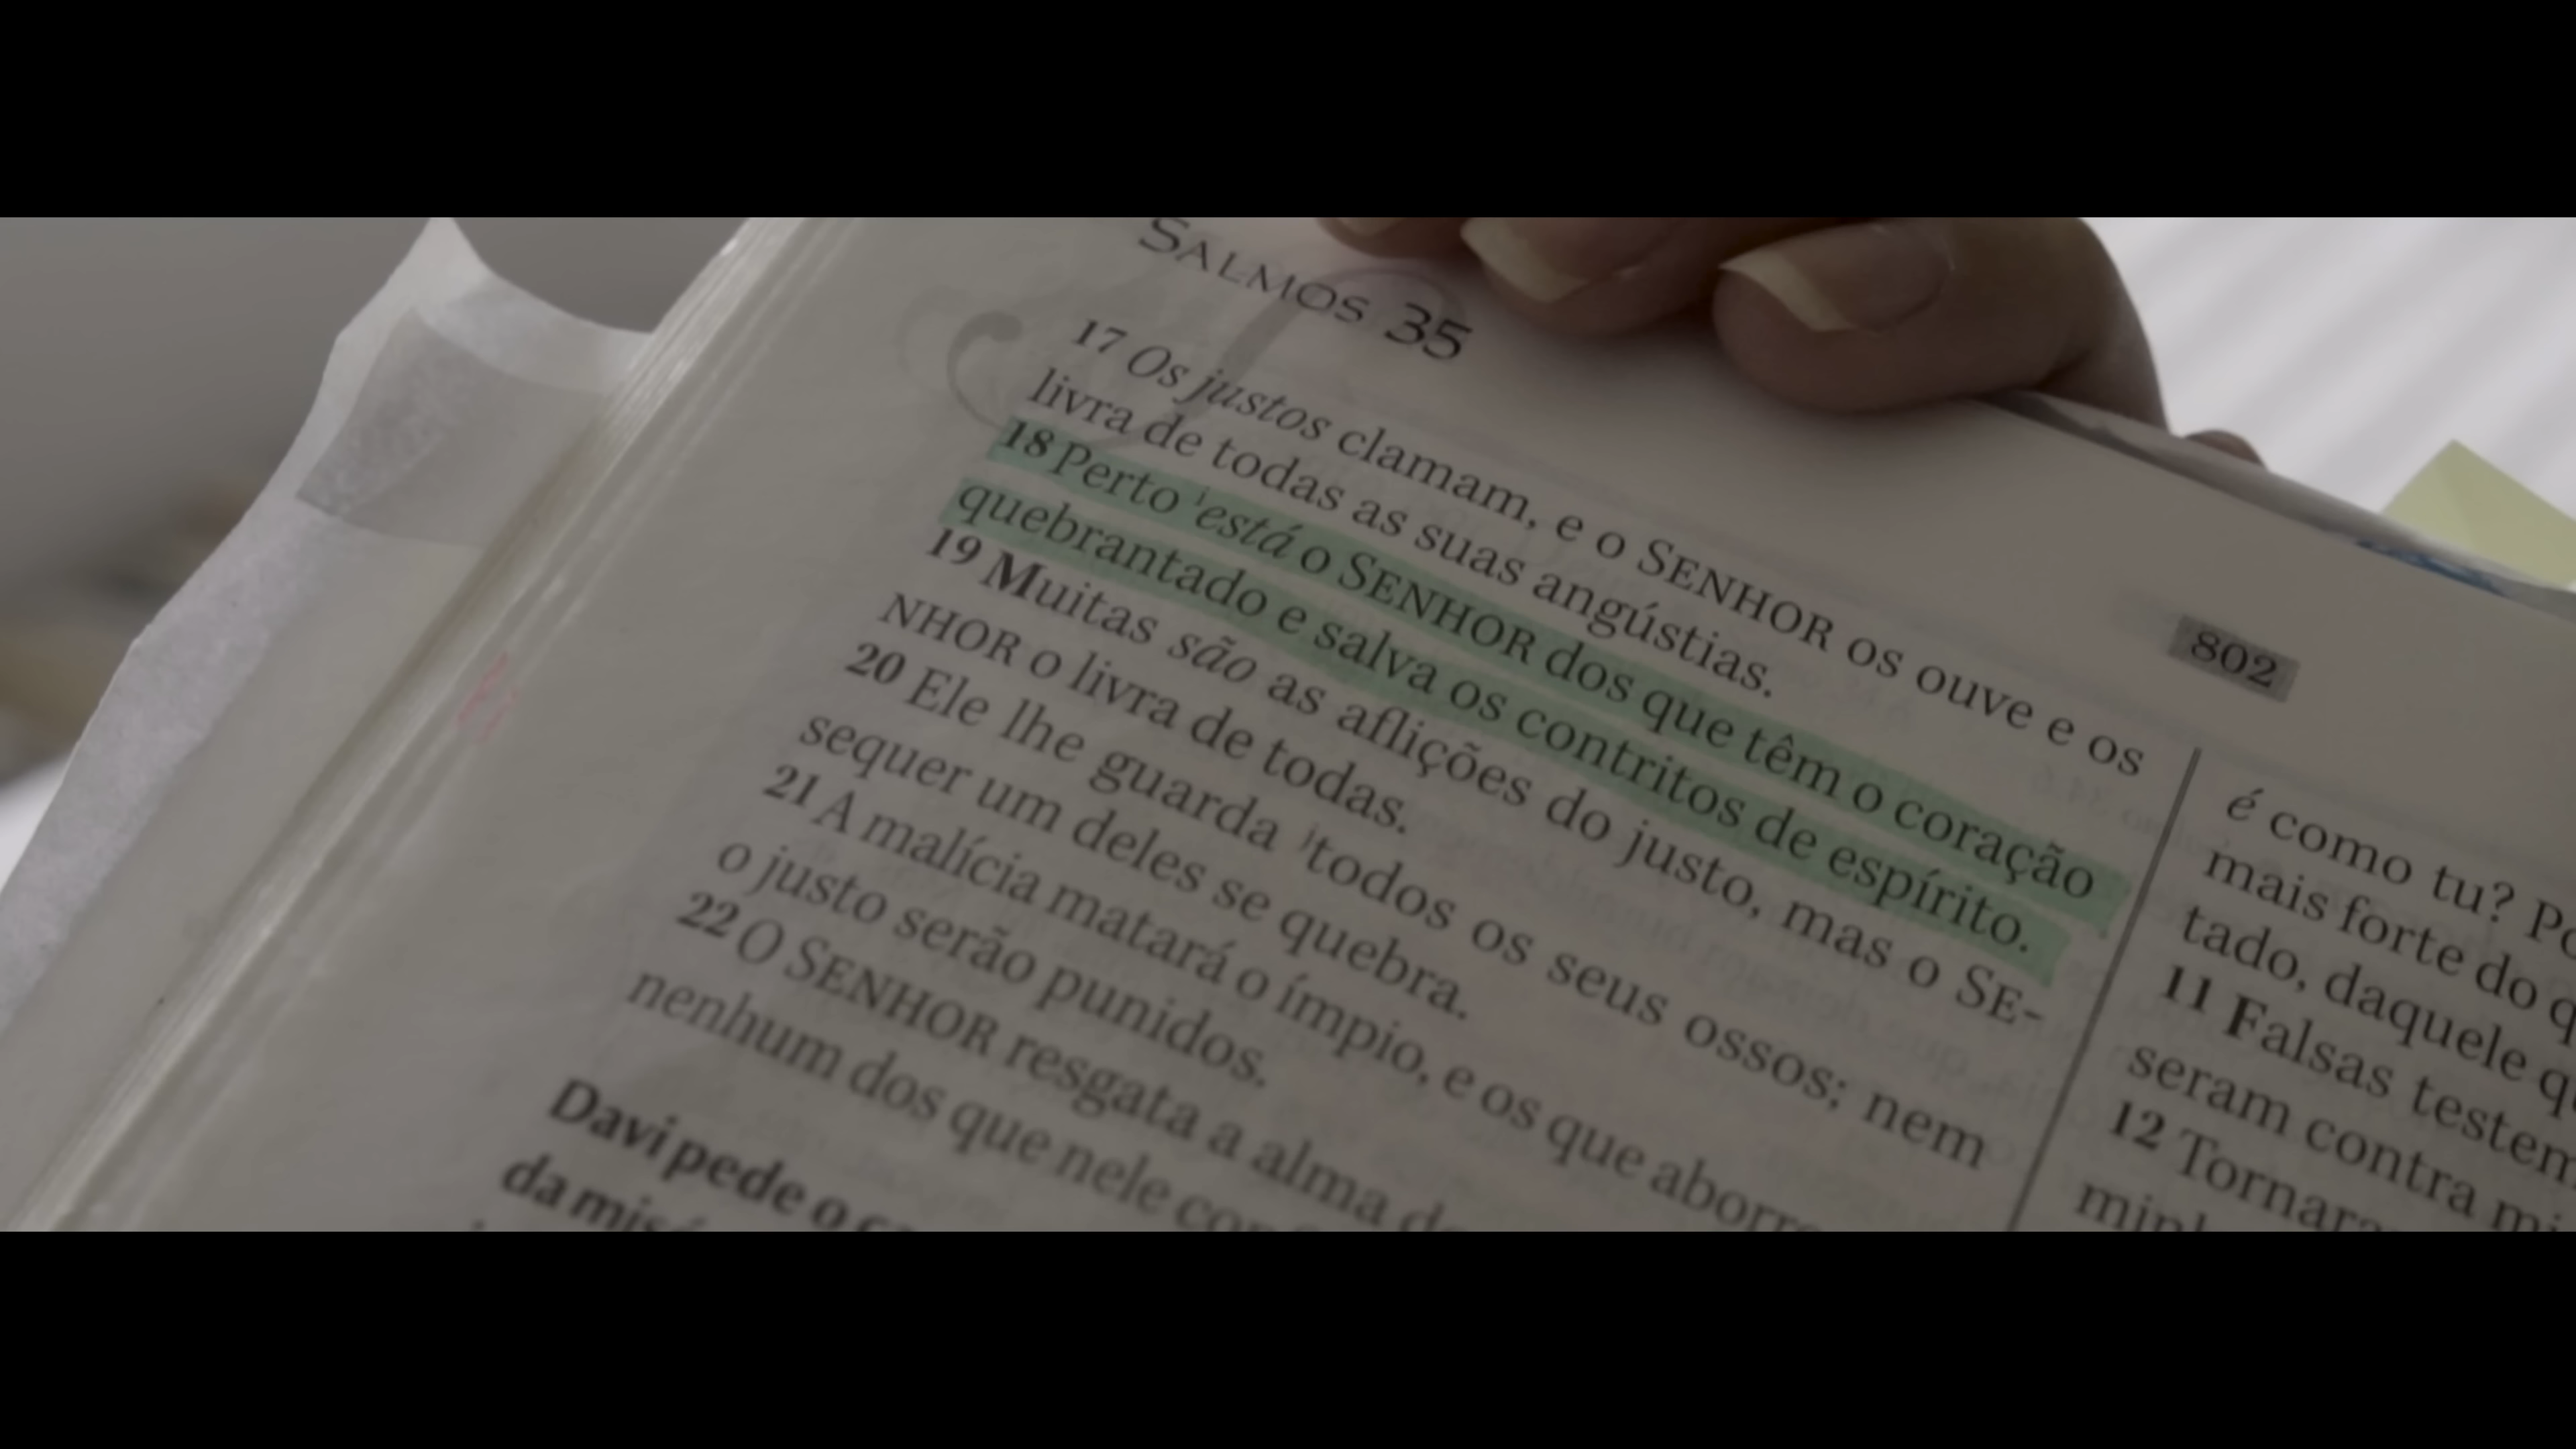 SALMOS 35
802
17 Os justos clamam, e o SENHOR os ouve e os
livra de todas as suas angústias.
18 Perto ¹está o SENHOR dos que têm o coração
quebrantado e salva os contritos de espírito.
19 Muitas são as aflições do justo, mas o SE-
NHOR o livra de todas.
20 Ele lhe guarda todos os seus ossos; nem
sequer um deles se quebra.
21 A malícia matará o ímpio, e os que aborre
o justo serão punidos.
22 O SENHOR resgata a alma
nenhum dos que nele
Davi pede o
da
é como tu?
mais forte do
tado, daquele
11 Falsas
seram contra
12